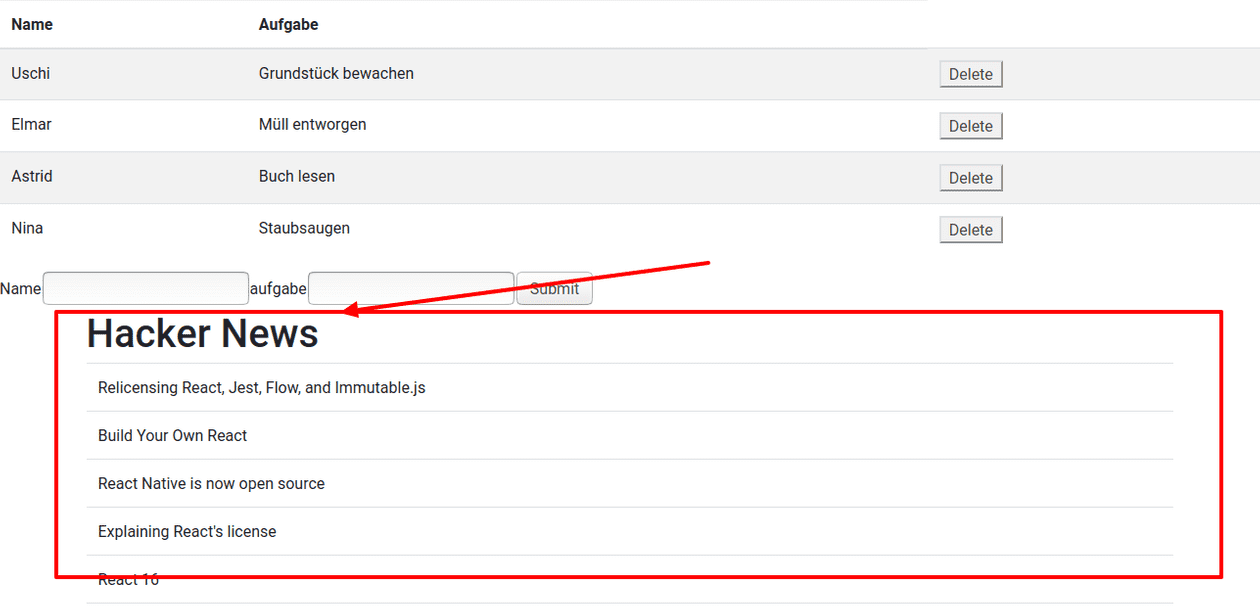 Name Aufgabe
Uschi Grundstück bewachen Delete
Elmar Müll entworgen Delete
Astrid Buch lesen Delete
Nina Staubsaugen Delete
Name aufgabe Submit
Hacker News
Relicensing React, Jest, Flow, and Immutable.js
Build Your Own React
React Native is now open source
Explaining React's license
React 16